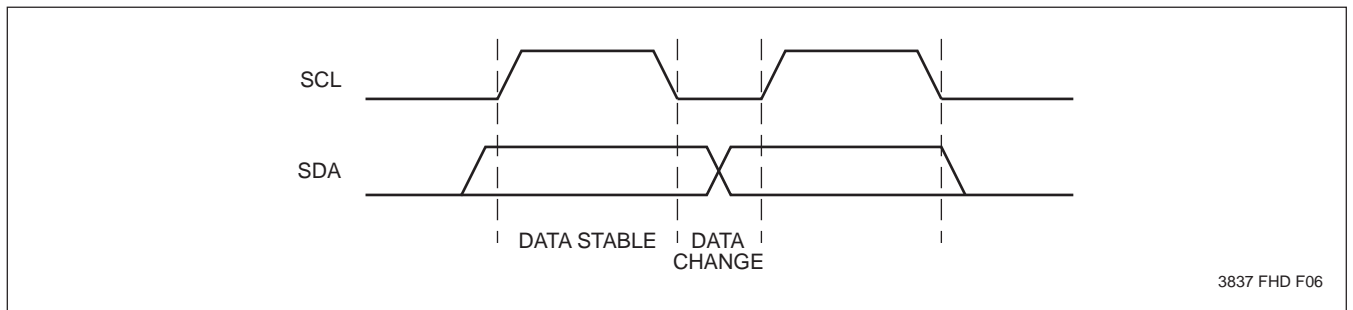 SCL
SDA
DATA STABLE
DATA
CHANGE
3837 FHD F06